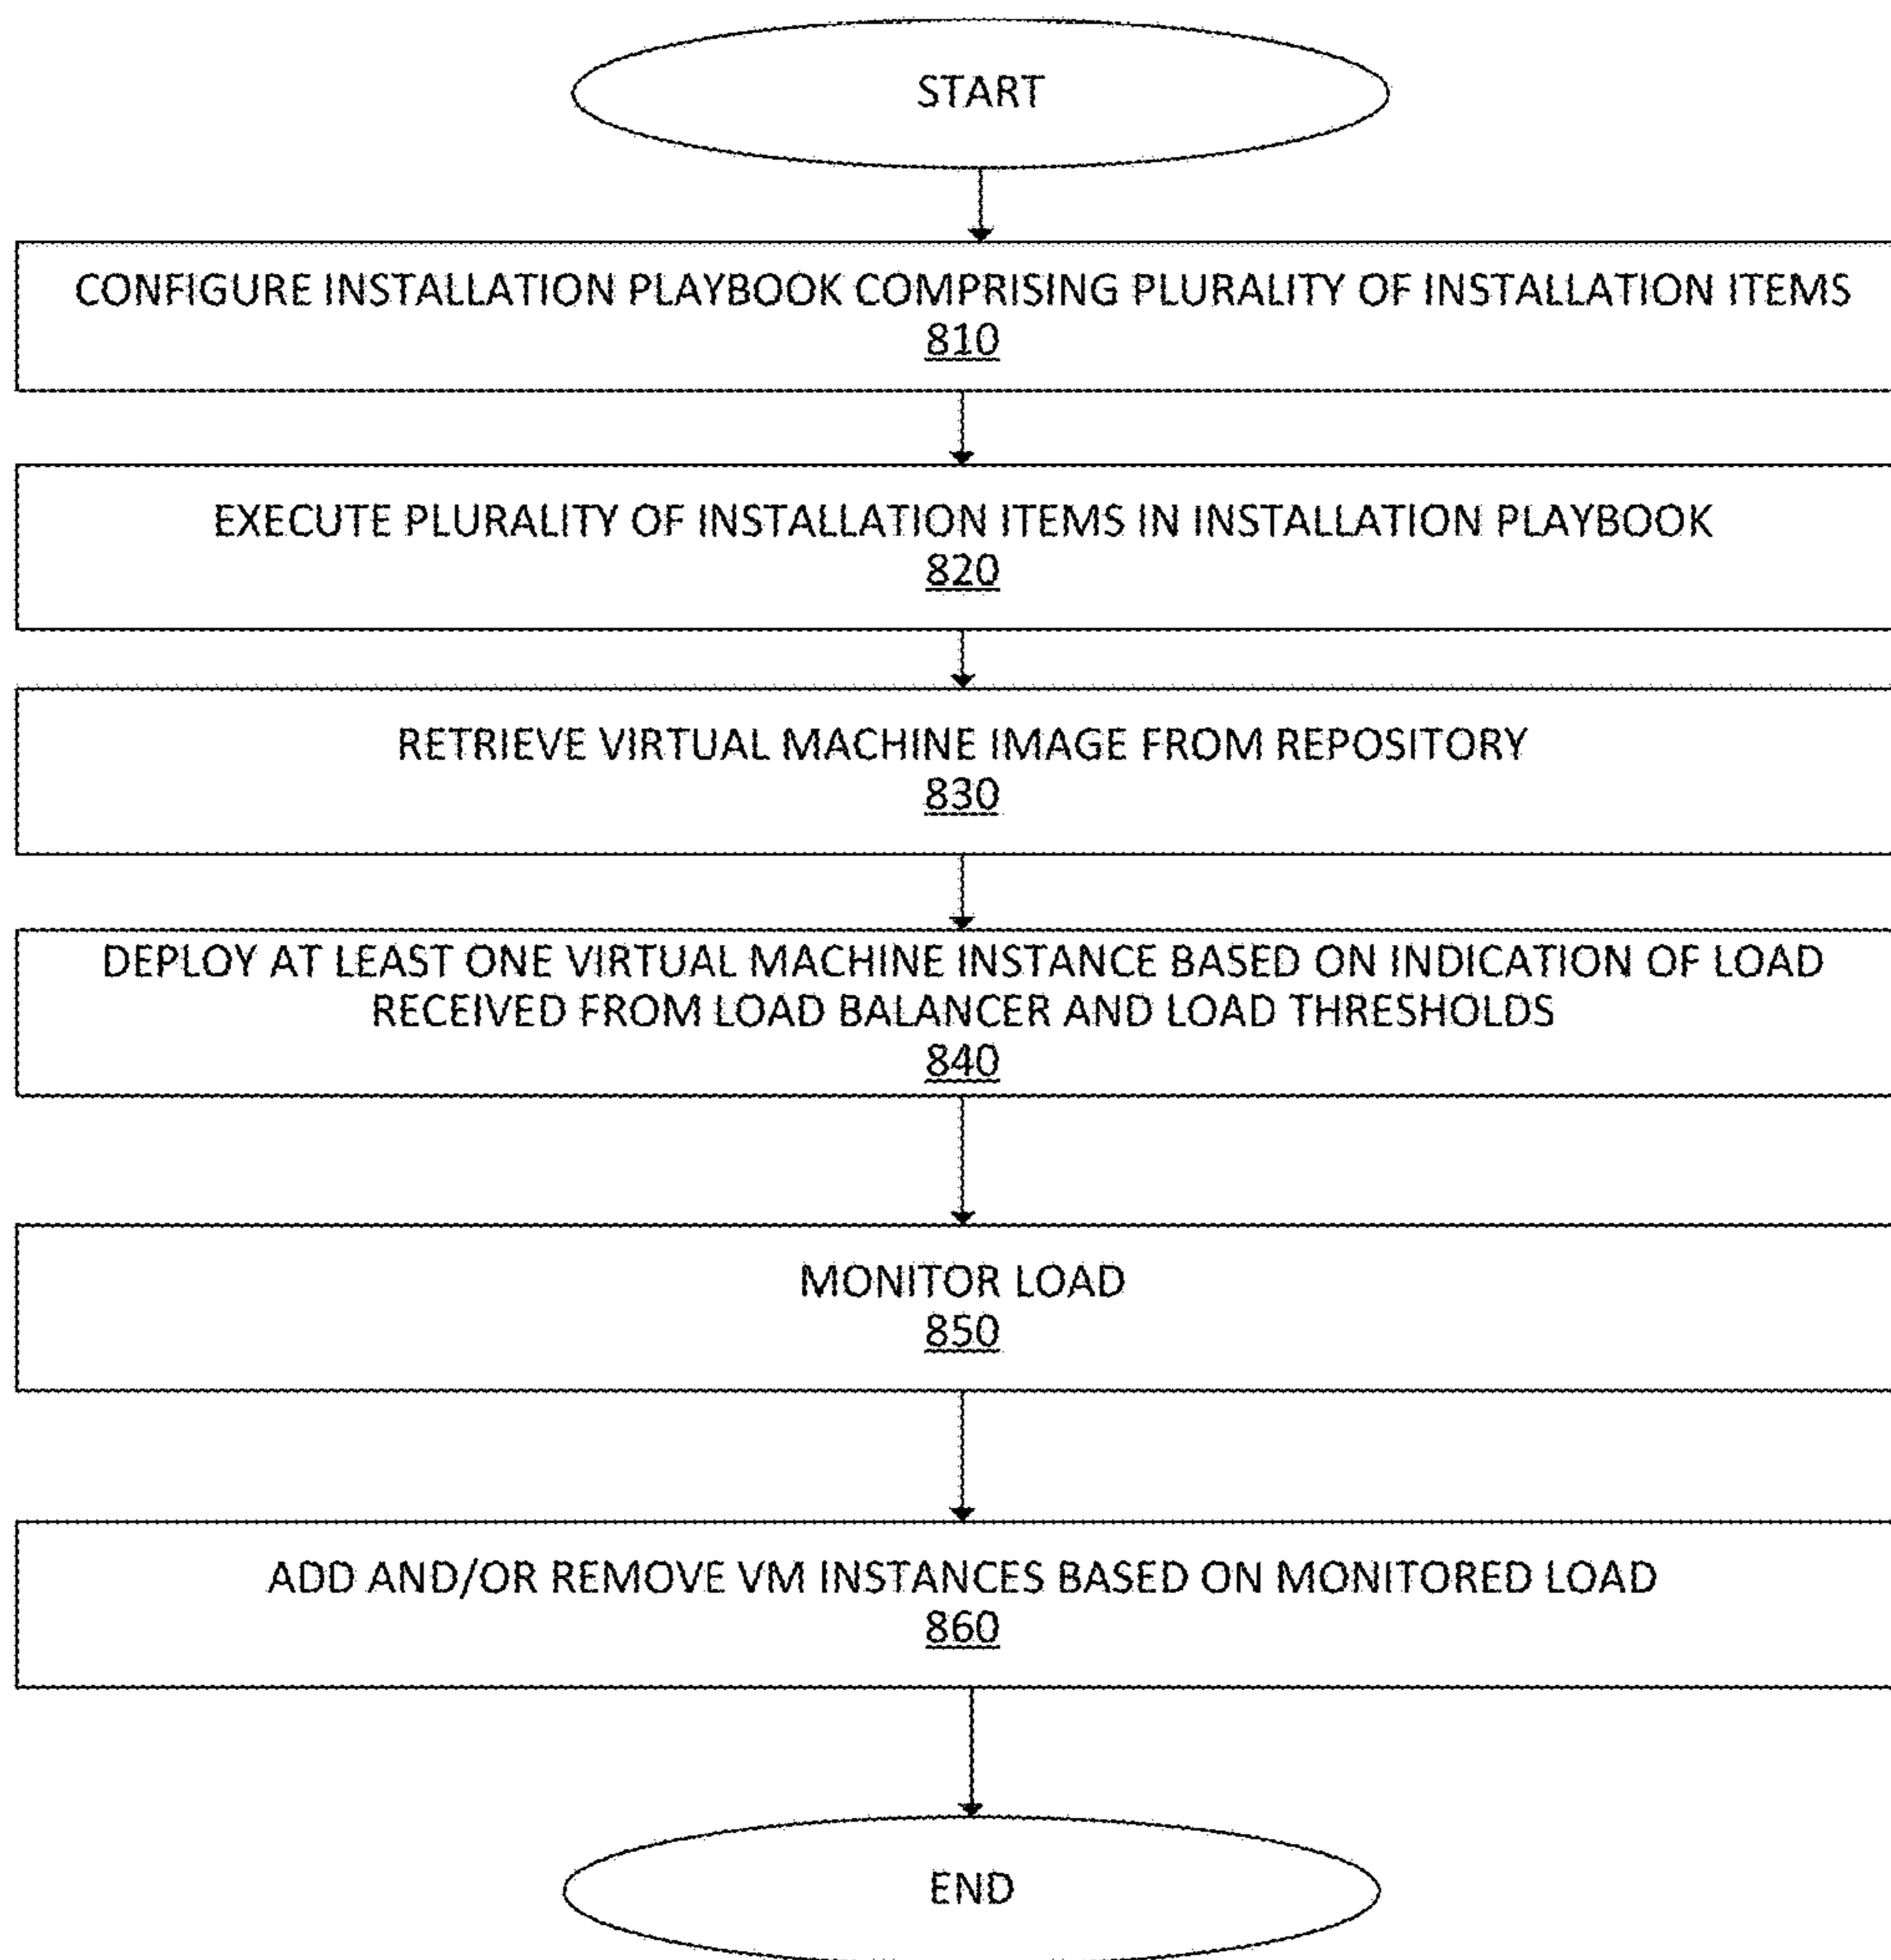 START
CONFIGURE INSTALLATION PLAYBOOK COMPRISING PLURALITY OF INSTALLATION ITEMS
810
EXECUTE PLURALITY OF INSTALLATION ITEMS IN INSTALLATION PLAYBOOK
820
RETRIEVE VIRTUAL MACHINE IMAGE FROM REPOSITORY
830
DEPLOY AT LEAST ONE VIRTUAL MACHINE INSTANCE BASED ON INDICATION OF LOAD
RECEIVED FROM LOAD BALANCER AND LOAD THRESHOLDS
840
MONITOR LOAD
850
ADD AND/OR REMOVE VM INSTANCES BASED ON MONITORED LOAD
860
END